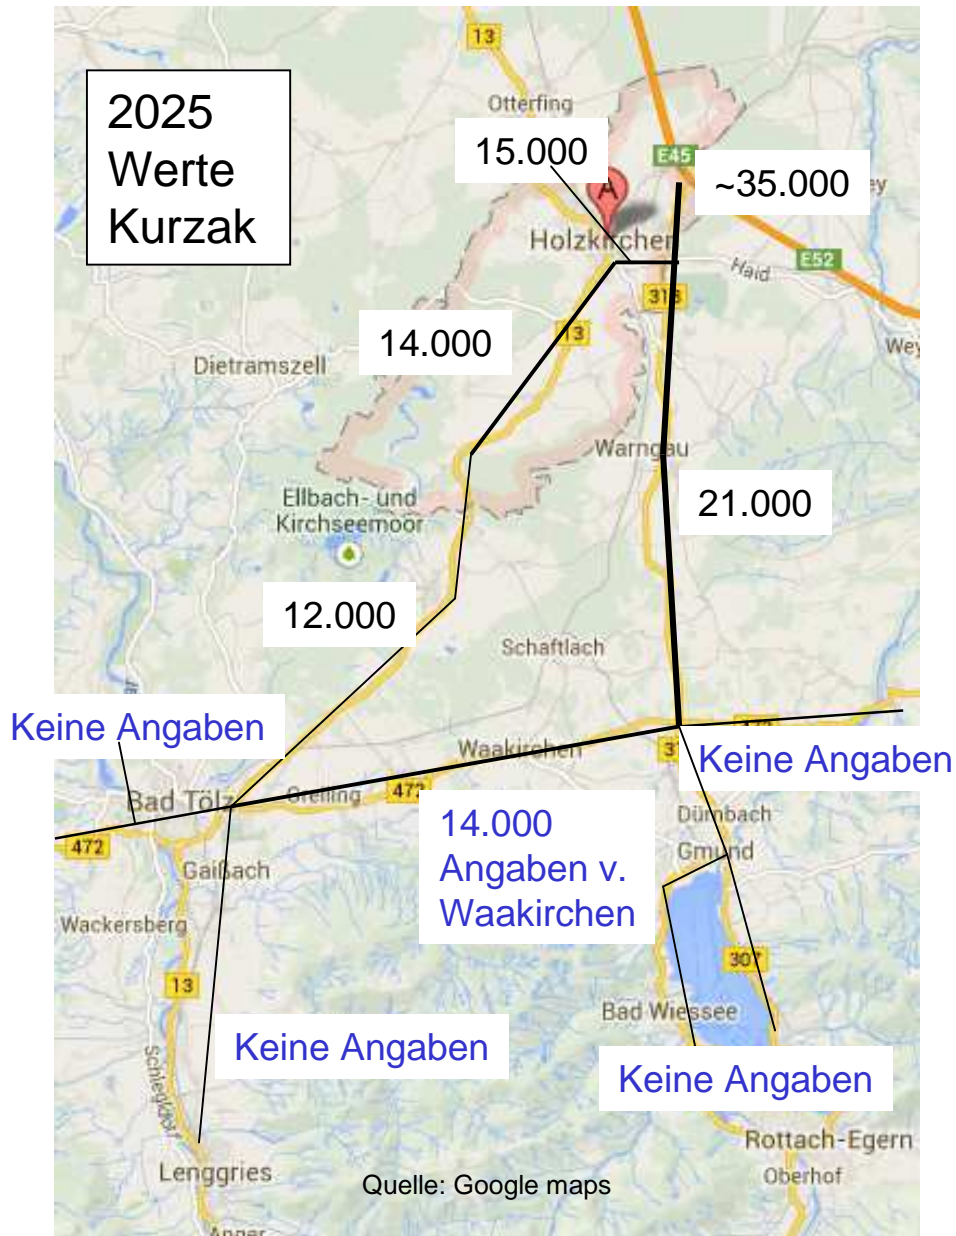 13
2025
Werte
Kurzak
Otterfing
15.000
E45
~35.000
A
Holzkirchen
Haid
E52
318
13
14.000
Dietramszell
Warngau
Ellbach- und
Kirchseemoor
21.000
12.000
Schaftlach
Keine Angaben
Waakirchen
Keine Angaben
Bad Tölz
Greiling
472
472
14.000
Angaben v.
Waakirchen
Dürnbach
Gmund
Gaißach
Wackersberg
307
13
Bad Wiessee
Keine Angaben
Keine Angaben
Rottach-Egern
Lenggries
Quelle: Google maps
Oberhof